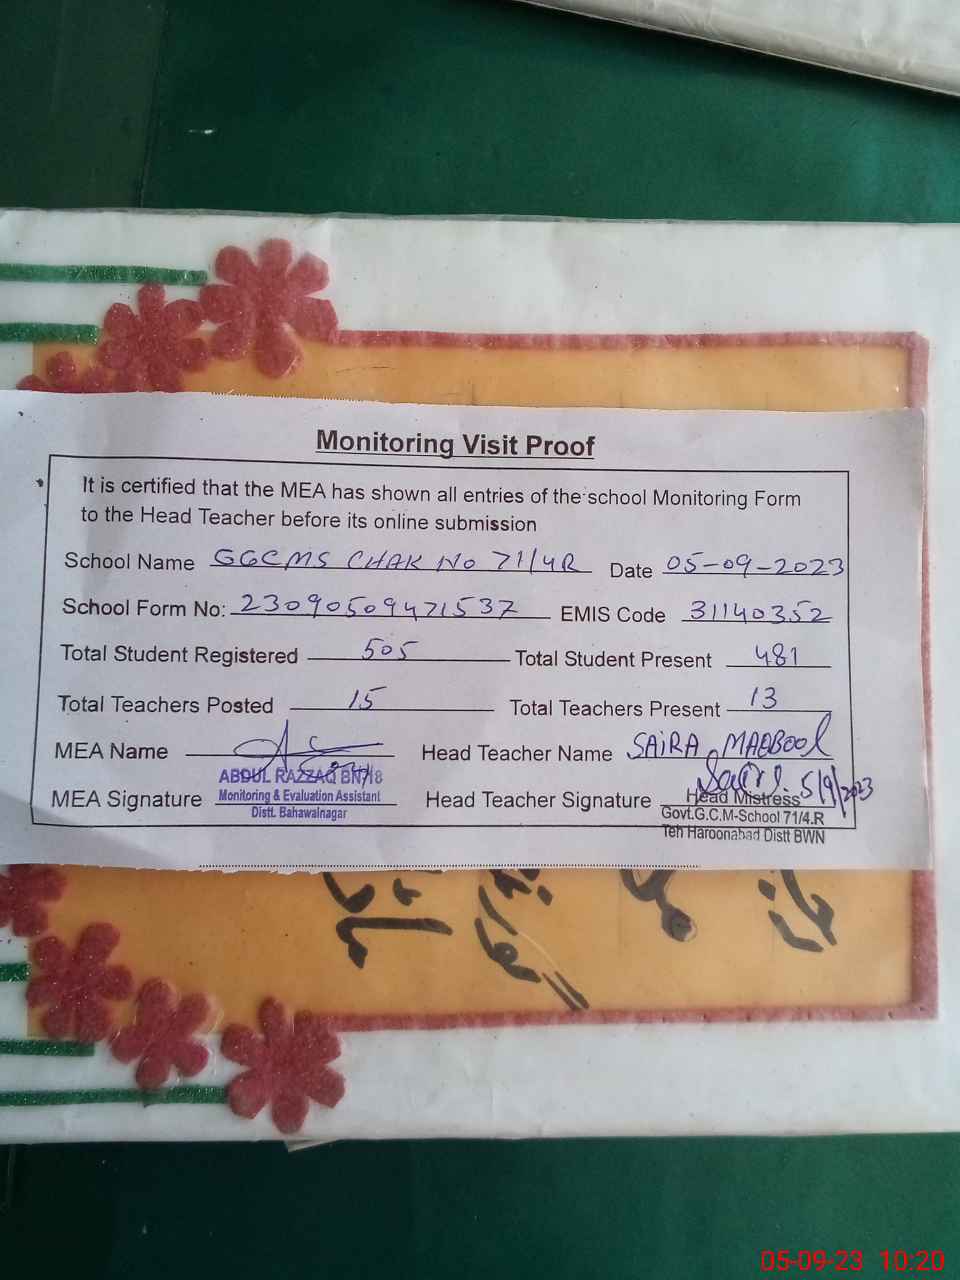 Monitoring Visit Proof
It is certified that the MEA has shown all entries of the school Monitoring Form
to the Head Teacher before its online submission
School Name GGCMS CHAK No 71/4R Date 05-09-2023
School Form No: 23090509471537 EMIS Code 31140352
Total Student Registered 505 Total Student Present 481
Total Teachers Posted 15 Total Teachers Present 13
MEA Name Head Teacher Name SAIRA MAQBOOL
ABDUL RAZZAQ
MEA Signature Monitoring & Evaluation Assistant Head Teacher Signature 5/9/2023
Distt. Bahawalnagar
Head Mistress
Govt.G.C.M-School 71/4.R
Teh Haroonabad Distt BWN
05-09-23 10:20